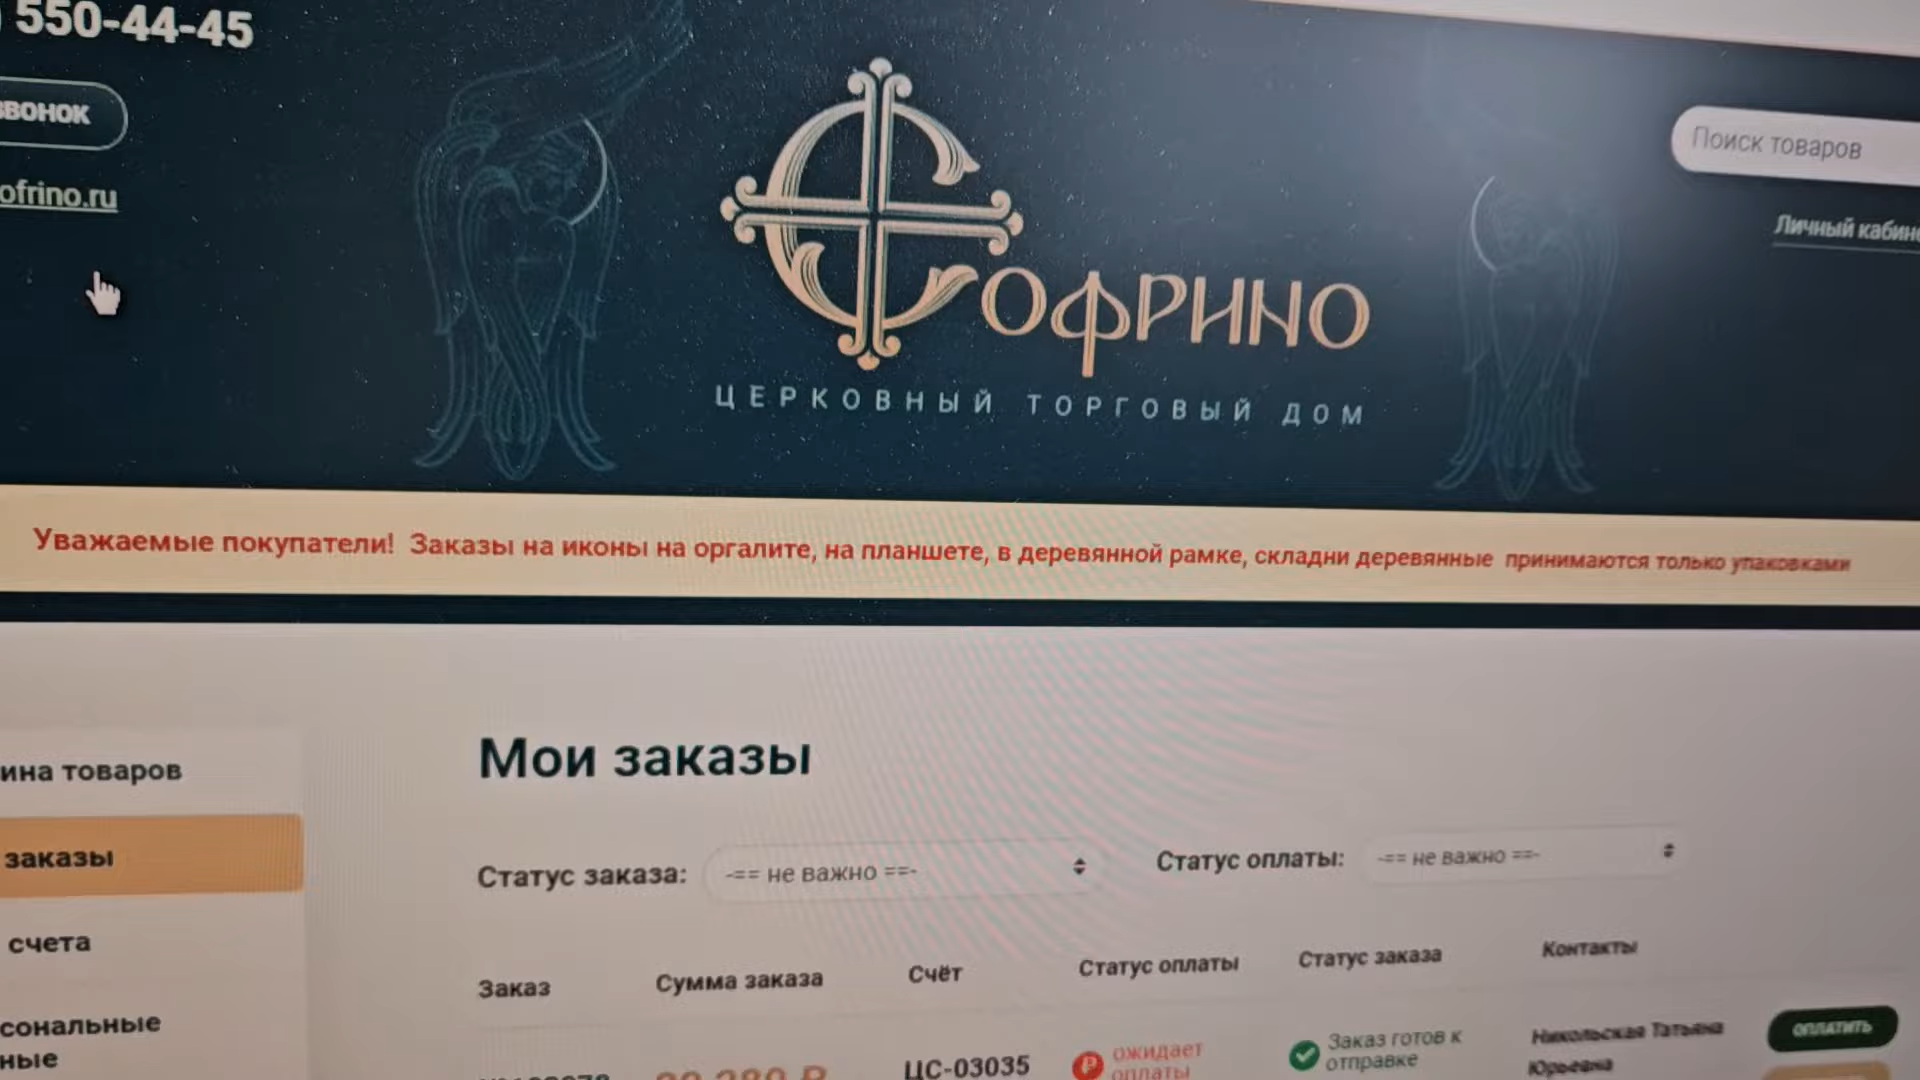 550-44-45
звонок
ofrino.ru
Софрино
ЦЕРКОВНЫЙ ТОРГОВЫЙ ДОМ
Поиск товаров
Личный кабин
Уважаемые покупатели! Заказы на иконы на оргалите, на планшете, в деревянной рамке, складни деревянные принимаются только упаковками
ина товаров
заказы
счета
сональные
ные
Мои заказы
Статус заказа: -== не важно ==- Статус оплаты: -== не важно ==-
Заказ Сумма заказа Счёт Статус оплаты Статус заказа Контакты
ЦС-03035
ожидает
оплаты
Заказ готов к
отправке
Никольская Татьяна
Юрьевна
ОПЛАТИТЬ